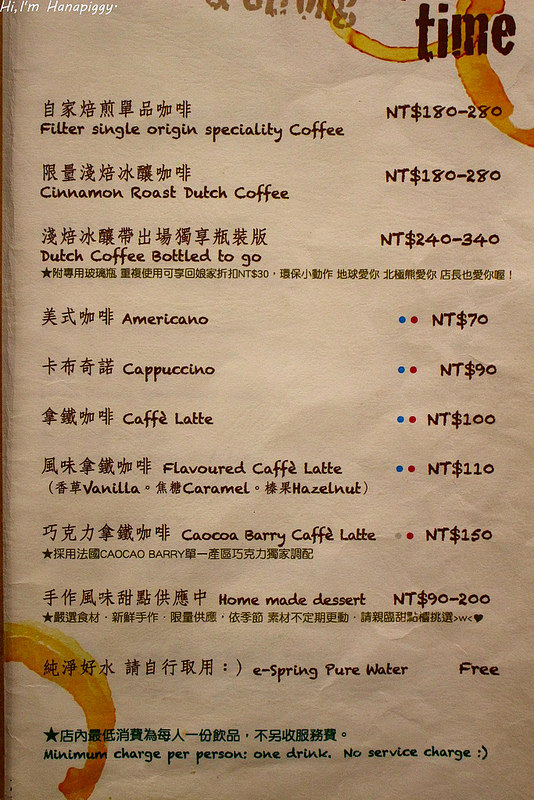 Hi,I'm Hanapiggy.
time
自家焙煎單品咖啡 NT$180-280
Filter single origin speciality Coffee
限量淺焙冰釀咖啡 NT$180-280
Cinnamon Roast Dutch Coffee
淺焙冰釀帶出場獨享瓶裝版 NT$240-340
Dutch Coffee Bottled to go
★附專用玻璃瓶 重複使用可享回娘家折扣NT$30，環保小動作 地球愛你 北極熊愛你 店長也愛你喔！
美式咖啡 Americano NT$70
卡布奇諾 Cappuccino NT$90
拿鐵咖啡 Caffè Latte NT$100
風味拿鐵咖啡 Flavoured Caffè Latte NT$110
（香草Vanilla。焦糖Caramel。榛果Hazelnut）
巧克力拿鐵咖啡 Caocoa Barry Caffè Latte NT$150
★採用法國CAOCAO BARRY單一產區巧克力獨家調配
手作風味甜點供應中 Home made dessert NT$90-200
★嚴選食材．新鮮手作．限量供應，依季節 素材不定期更動．請親臨甜點櫃挑選>w<♥
純淨好水 請自行取用：) e-Spring Pure Water Free
★店內最低消費為每人一份飲品，不另收服務費。
Minimum charge per person: one drink. No service charge :)